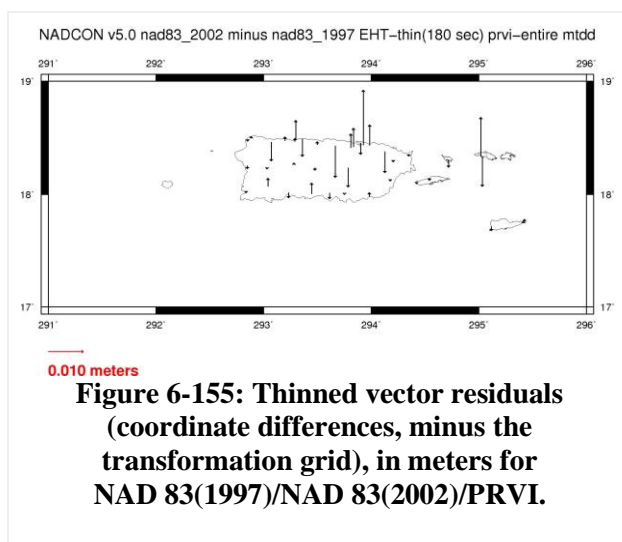 NADCON v5.0 nad83_2002 minus nad83_1997 EHT−thin(180 sec) prvi−entire mtdd
291˚ 292˚ 293˚ 294˚ 295˚ 296˚
19˚ 19˚
18˚ 18˚
17˚ 17˚
291˚ 292˚ 293˚ 294˚ 295˚ 296˚
0.010 meters
Figure 6-155: Thinned vector residuals
(coordinate differences, minus the
transformation grid), in meters for
NAD 83(1997)/NAD 83(2002)/PRVI.